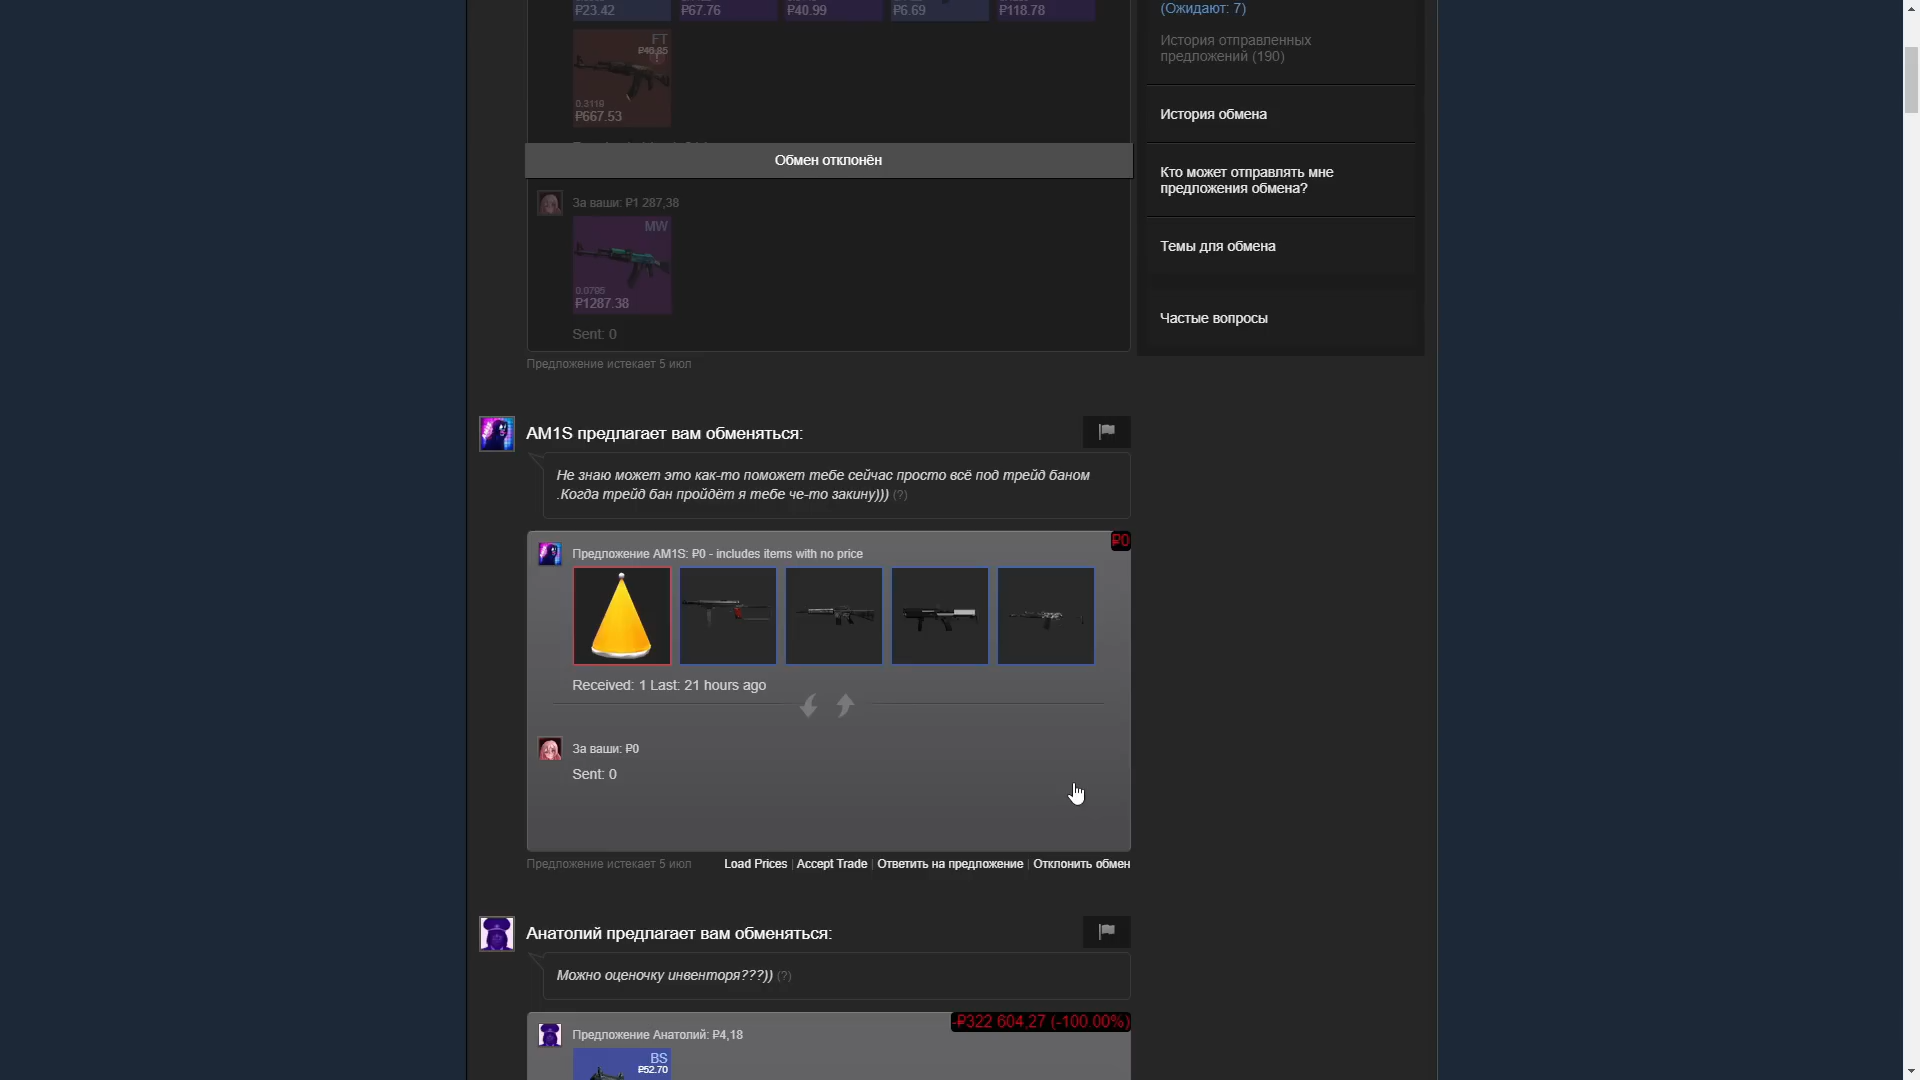 ₽23.42
₽67.76
₽40.99
₽6.69
₽118.78
FT
0.3119
₽667.53
Обмен отклонён
За ваши: ₽1 287,38
MW
0.0795
₽1287.38
Sent: 0
Предложение истекает 5 июл
(Ожидают: 7)
История отправленных
предложений (190)
История обмена
Кто может отправлять мне
предложения обмена?
Темы для обмена
Частые вопросы
AM1S предлагает вам обменяться:
Не знаю может это как-то поможет тебе сейчас просто всё под трейд баном
.Когда трейд бан пройдёт я тебе че-то закину))) (?)
₽0
Предложение AM1S: ₽0 - includes items with no price
Received: 1 Last: 21 hours ago
За ваши: ₽0
Sent: 0
Предложение истекает 5 июл
Load Prices | Accept Trade | Ответить на предложение | Отклонить обмен
Анатолий предлагает вам обменяться:
Можно оценочку инвенторя???)) (?)
-₽322 604,27 (-100.00%)
Предложение Анатолий: ₽4,18
BS
₽52.70